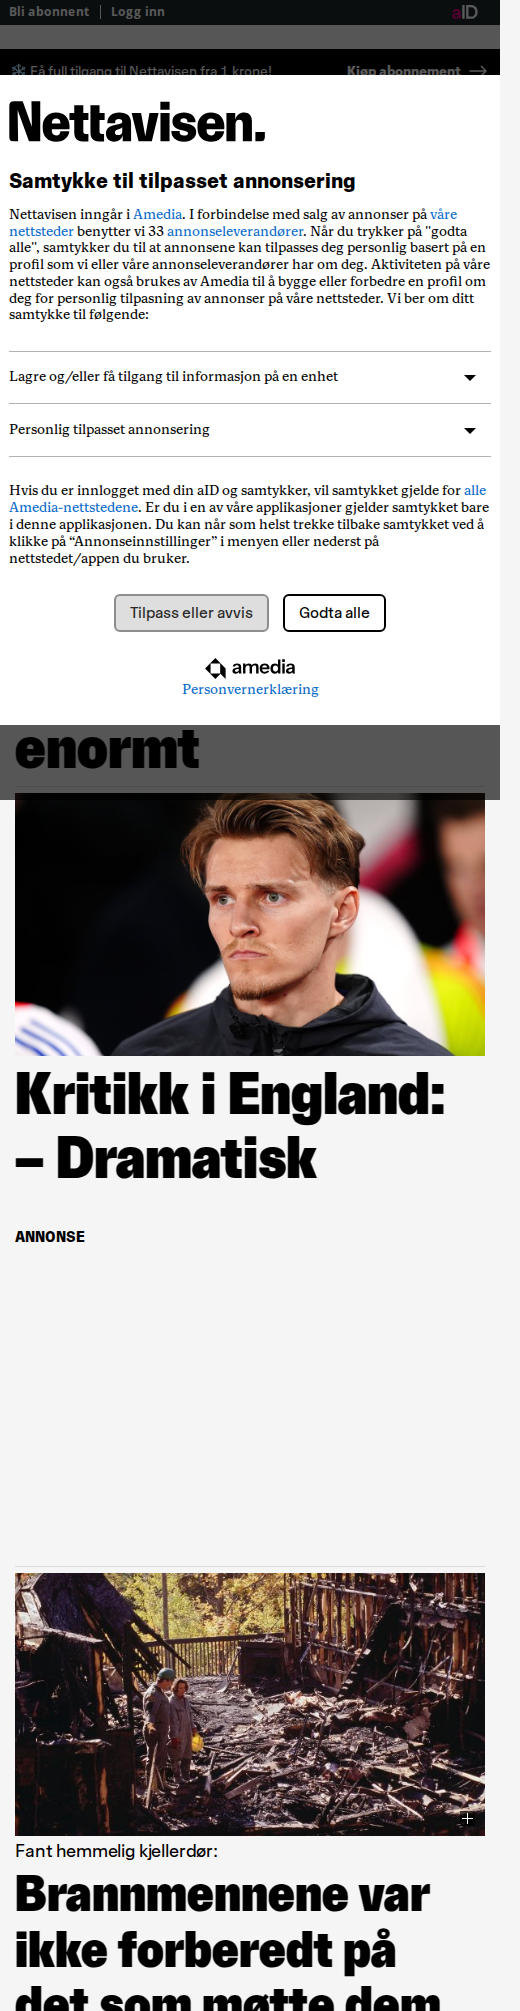 Bli abonnent | Logg inn
aID
Få full tilgang til Nettavisen fra 1 krone! Kjøp abonnement
Nettavisen.
Samtykke til tilpasset annonsering
Nettavisen inngår i Amedia. I forbindelse med salg av annonser på våre
nettsteder benytter vi 33 annonseleverandører. Når du trykker på "godta
alle", samtykker du til at annonsene kan tilpasses deg personlig basert på en
profil som vi eller våre annonseleverandører har om deg. Aktiviteten på våre
nettsteder kan også brukes av Amedia til å bygge eller forbedre en profil om
deg for personlig tilpasning av annonser på våre nettsteder. Vi ber om ditt
samtykke til følgende:
Lagre og/eller få tilgang til informasjon på en enhet
Personlig tilpasset annonsering
Hvis du er innlogget med din aID og samtykker, vil samtykket gjelde for alle
Amedia-nettstedene. Er du i en av våre applikasjoner gjelder samtykket bare
i denne applikasjonen. Du kan når som helst trekke tilbake samtykket ved å
klikke på “Annonseinnstillinger” i menyen eller nederst på
nettstedet/appen du bruker.
Tilpass eller avvis Godta alle
amedia
Personvernerklæring
enormt
Kritikk i England:
– Dramatisk
ANNONSE
Fant hemmelig kjellerdør:
Brannmennene var
ikke forberedt på
det som møtte dem